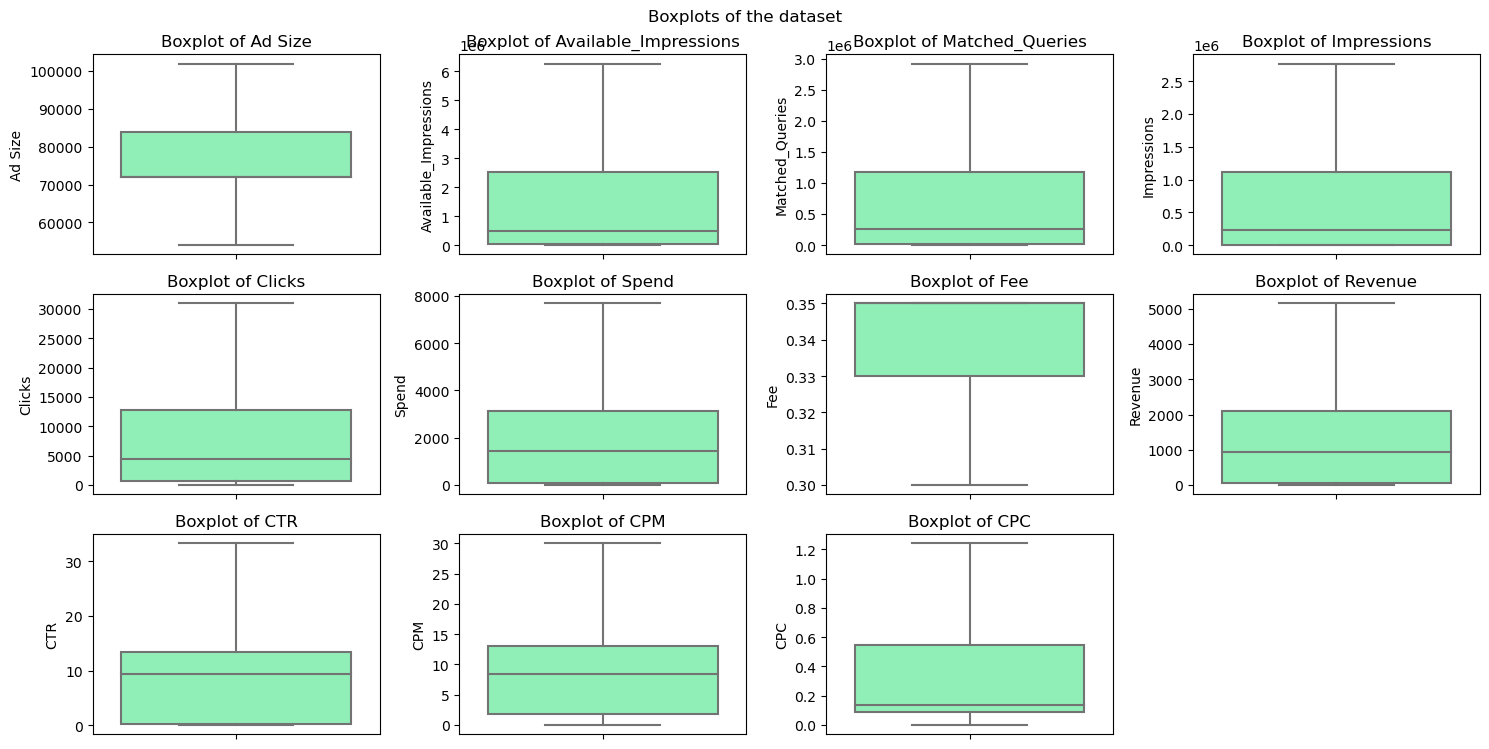 Boxplots of the dataset
Boxplot of Ad Size
Ad Size
100000
90000
80000
70000
60000
Boxplot of Available_Impressions
1e6
Available_Impressions
6
5
4
3
2
1
0
Boxplot of Matched_Queries
1e6
Matched_Queries
3.0
2.5
2.0
1.5
1.0
0.5
0.0
Boxplot of Impressions
1e6
Impressions
2.5
2.0
1.5
1.0
0.5
0.0
Boxplot of Clicks
Clicks
30000
25000
20000
15000
10000
5000
0
Boxplot of Spend
Spend
8000
6000
4000
2000
0
Boxplot of Fee
Fee
0.35
0.34
0.33
0.32
0.31
0.30
Boxplot of Revenue
Revenue
5000
4000
3000
2000
1000
0
Boxplot of CTR
CTR
30
20
10
0
Boxplot of CPM
CPM
30
25
20
15
10
5
0
Boxplot of CPC
CPC
1.2
1.0
0.8
0.6
0.4
0.2
0.0